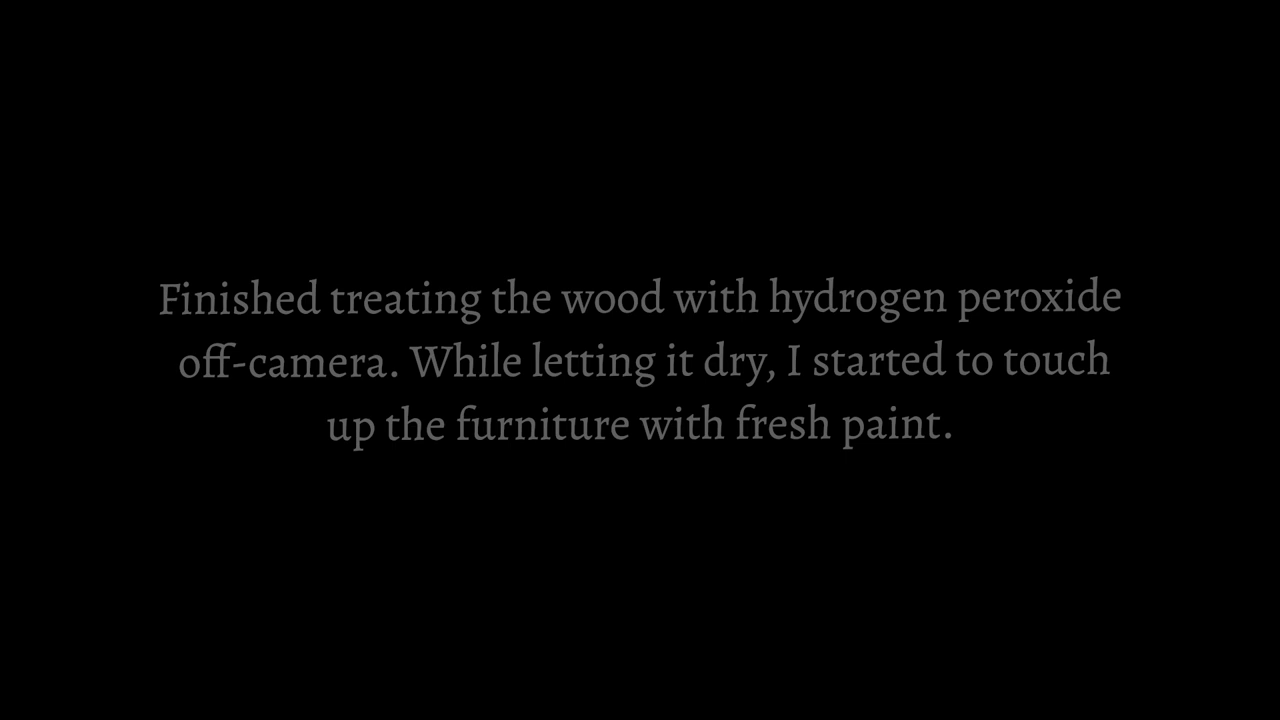 Finished treating the wood with hydrogen peroxide
off-camera. While letting it dry, I started to touch
up the furniture with fresh paint.